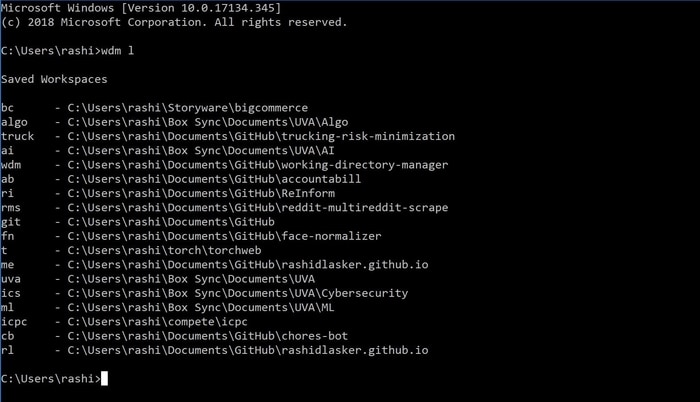 Microsoft Windows [Version 10.0.17134.345]
(c) 2018 Microsoft Corporation. All rights reserved.
C:\Users\rashi>wdm l
Saved Workspaces
bc - C:\Users\rashi\Storyware\bigcommerce
algo - C:\Users\rashi\Box Sync\Documents\UVA\Algo
truck - C:\Users\rashi\Documents\GitHub\trucking-risk-minimization
ai - C:\Users\rashi\Box Sync\Documents\UVA\AI
wdm - C:\Users\rashi\Documents\GitHub\working-directory-manager
ab - C:\Users\rashi\Documents\GitHub\accountabill
ri - C:\Users\rashi\Documents\GitHub\ReInform
rms - C:\Users\rashi\Documents\GitHub\reddit-multireddit-scrape
git - C:\Users\rashi\Documents\GitHub
fn - C:\Users\rashi\Documents\GitHub\face-normalizer
t - C:\Users\rashi\torch\torchweb
me - C:\Users\rashi\Documents\GitHub\rashidlasker.github.io
uva - C:\Users\rashi\Box Sync\Documents\UVA
ics - C:\Users\rashi\Box Sync\Documents\UVA\Cybersecurity
ml - C:\Users\rashi\Box Sync\Documents\UVA\ML
icpc - C:\Users\rashi\compete\icpc
cb - C:\Users\rashi\Documents\GitHub\chores-bot
rl - C:\Users\rashi\Documents\GitHub\rashidlasker.github.io
C:\Users\rashi>